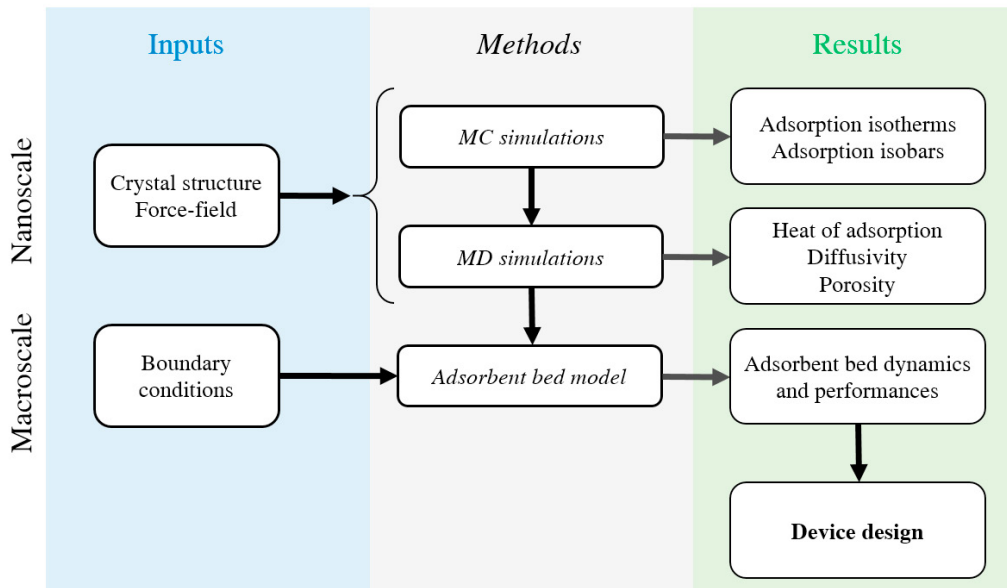 Inputs
Methods
Results
Nanoscale
Crystal structure
Force-field
MC simulations
Adsorption isotherms
Adsorption isobars
MD simulations
Heat of adsorption
Diffusivity
Porosity
Macroscale
Boundary
conditions
Adsorbent bed model
Adsorbent bed dynamics
and performances
Device design